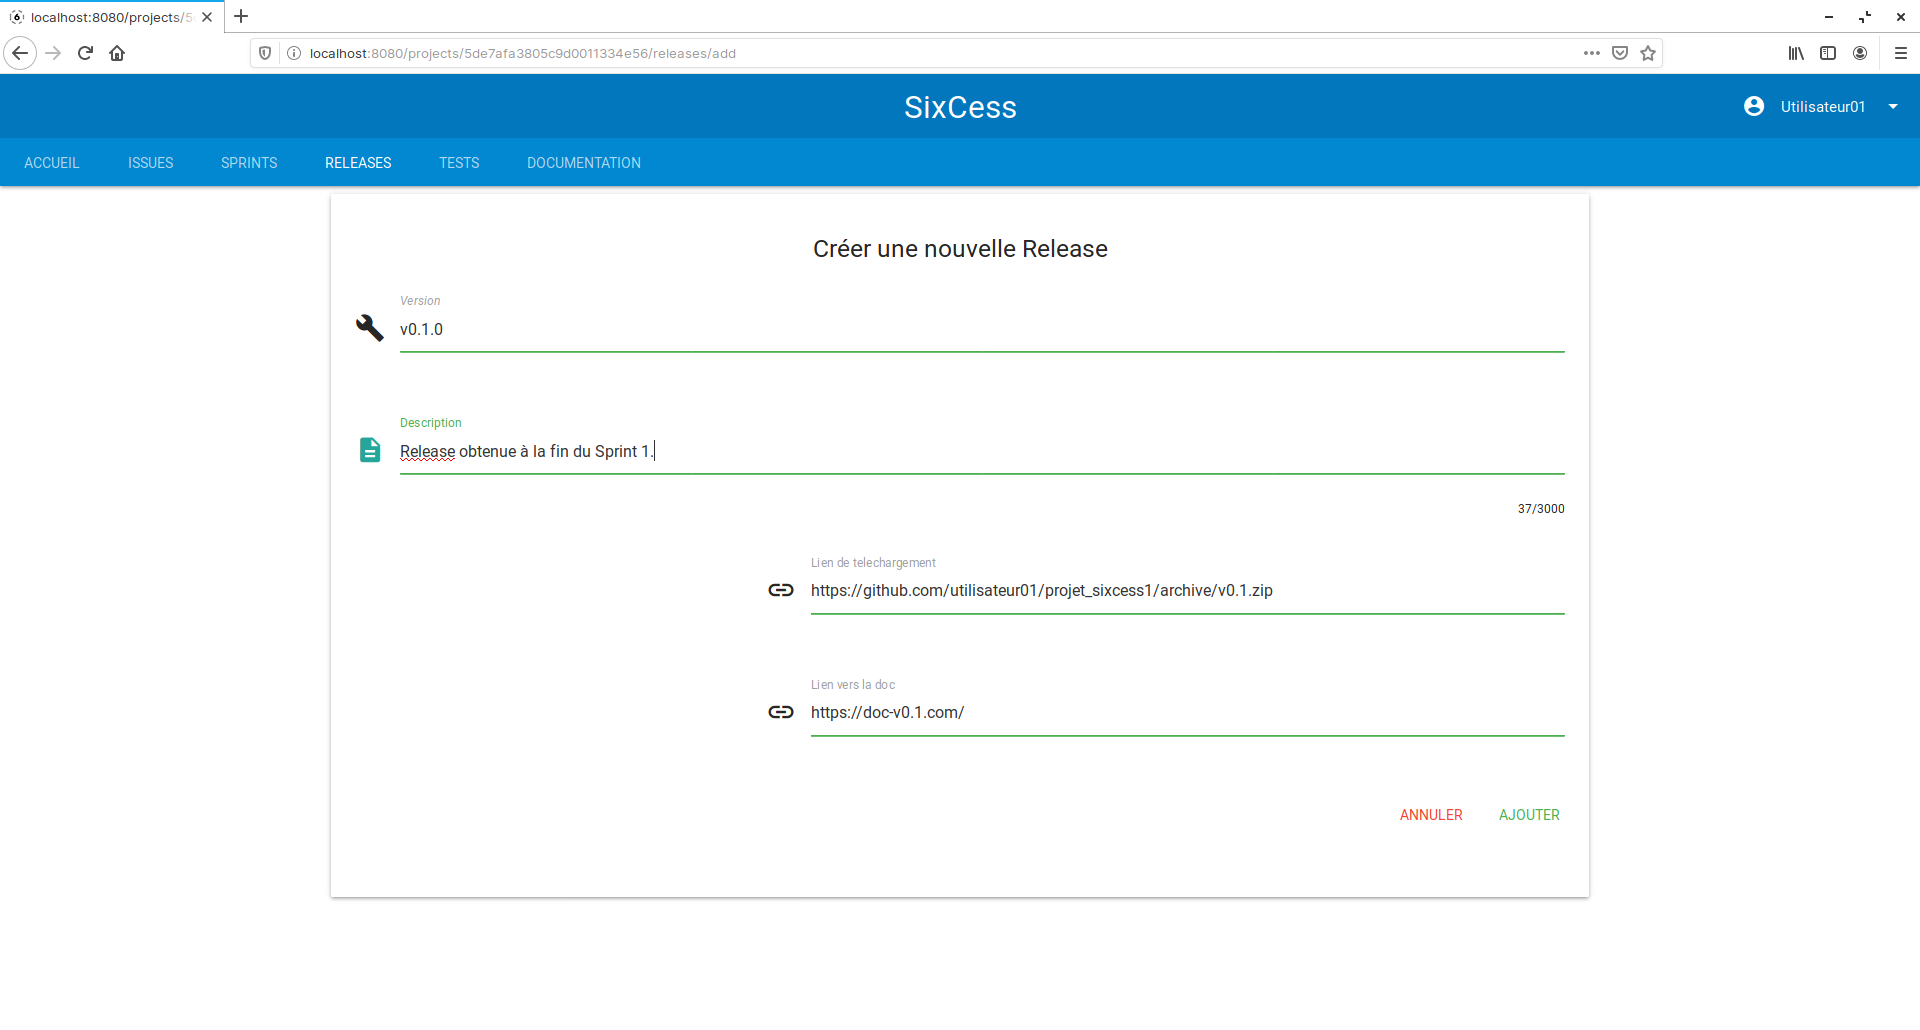 localhost:8080/projects/5
localhost:8080/projects/5de7afa3805c9d0011334e56/releases/add
SixCess
Utilisateur01
ACCUEIL ISSUES SPRINTS RELEASES TESTS DOCUMENTATION
Créer une nouvelle Release
Version
v0.1.0
Description
Release obtenue à la fin du Sprint 1.
37/3000
Lien de telechargement
https://github.com/utilisateur01/projet_sixcess1/archive/v0.1.zip
Lien vers la doc
https://doc-v0.1.com/
ANNULER AJOUTER